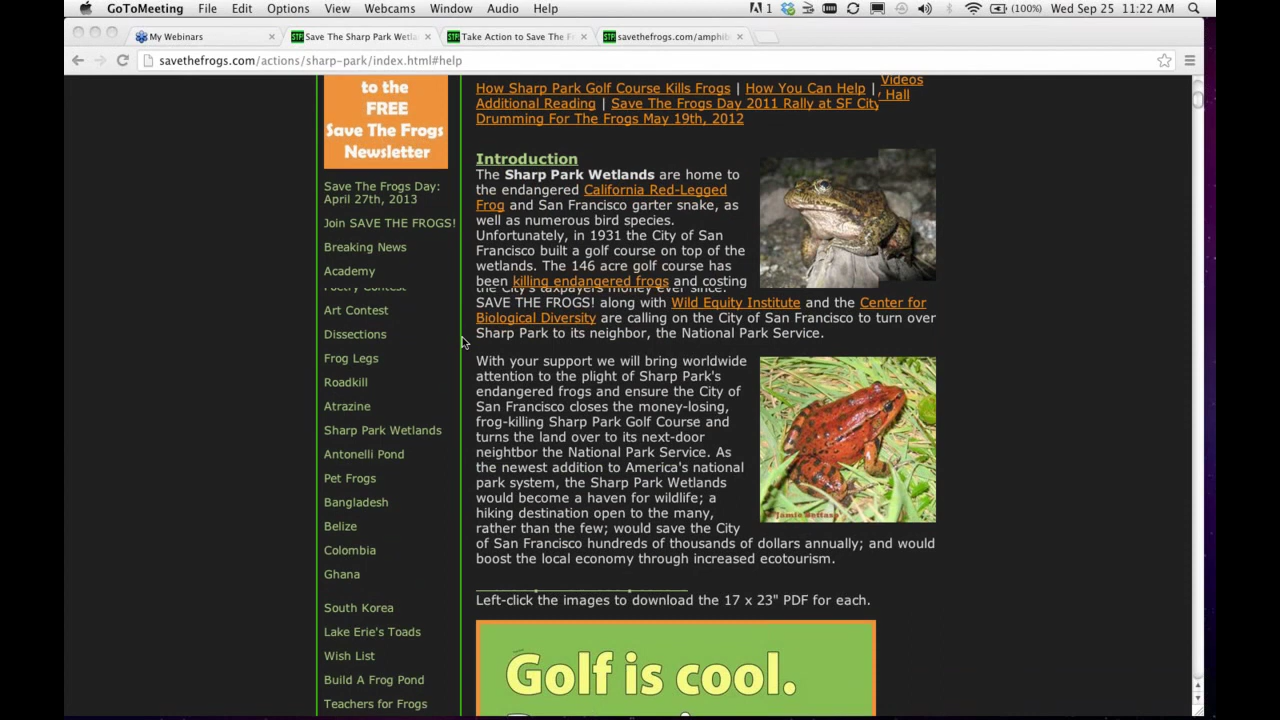 GoToMeeting File Edit Options View Webcams Window Audio Help 1 (100%) Wed Sep 25 11:22 AM
My Webinars Save The Sharp Park Wetla Take Action to Save The F savethefrogs.com/amphib
savethefrogs.com/actions/sharp-park/index.html#help
to the
FREE
Save The Frogs
Newsletter
Save The Frogs Day:
April 27th, 2013
Join SAVE THE FROGS!
Breaking News
Academy
Poetry Contest
Art Contest
Dissections
Frog Legs
Roadkill
Atrazine
Sharp Park Wetlands
Antonelli Pond
Pet Frogs
Bangladesh
Belize
Colombia
Ghana
South Korea
Lake Erie's Toads
Wish List
Build A Frog Pond
Teachers for Frogs
How Sharp Park Golf Course Kills Frogs | How You Can Help | Videos
Additional Reading | Save The Frogs Day 2011 Rally at SF City Hall
Drumming For The Frogs May 19th, 2012
Introduction
The Sharp Park Wetlands are home to
the endangered California Red-Legged
Frog and San Francisco garter snake, as
well as numerous bird species.
Unfortunately, in 1931 the City of San
Francisco built a golf course on top of the
wetlands. The 146 acre golf course has
been killing endangered frogs and costing
the City's taxpayers money ever since.
SAVE THE FROGS! along with Wild Equity Institute and the Center for
Biological Diversity are calling on the City of San Francisco to turn over
Sharp Park to its neighbor, the National Park Service.
With your support we will bring worldwide
attention to the plight of Sharp Park's
endangered frogs and ensure the City of
San Francisco closes the money-losing,
frog-killing Sharp Park Golf Course and
turns the land over to its next-door
neighbor the National Park Service. As
the newest addition to America's national
park system, the Sharp Park Wetlands
would become a haven for wildlife; a
hiking destination open to the many,
rather than the few; would save the City
of San Francisco hundreds of thousands of dollars annually; and would
boost the local economy through increased ecotourism.
Left-click the images to download the 17 x 23" PDF for each.
Golf is cool.